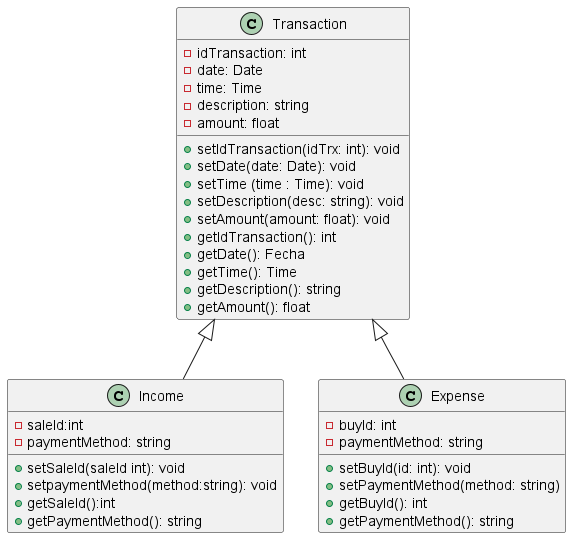 C Transaction
idTransaction: int
date: Date
time: Time
description: string
amount: float
setIdTransaction(idTrx: int): void
setDate(date: Date): void
setTime (time : Time): void
setDescription(desc: string): void
setAmount(amount: float): void
getIdTransaction(): int
getDate(): Fecha
getTime(): Time
getDescription(): string
getAmount(): float
C Income
saleId:int
paymentMethod: string
setSaleId(saleId int): void
setpaymentMethod(method:string): void
getSaleId():int
getPaymentMethod(): string
C Expense
buyId: int
paymentMethod: string
setBuyId(id: int): void
setPaymentMethod(method: string)
getBuyId(): int
getPaymentMethod(): string